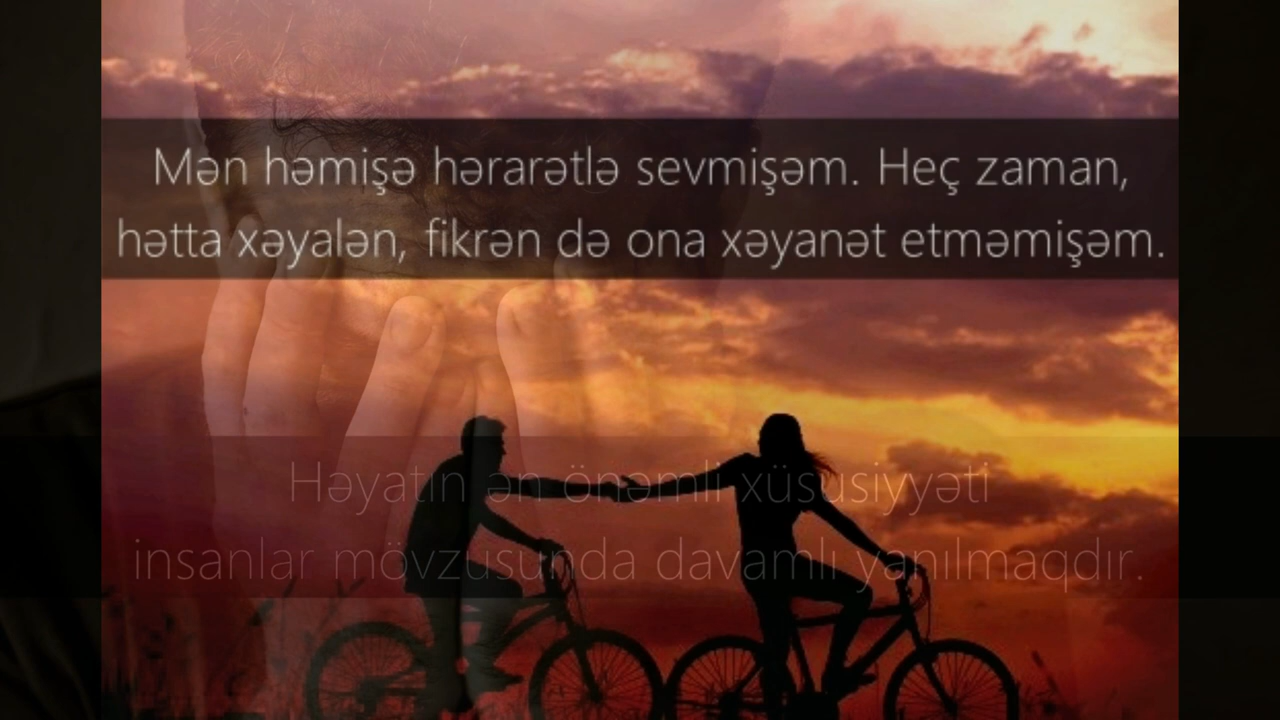 Mən həmişə hərarətlə sevmişəm. Heç zaman,
hətta xəyalən, fikrən də ona xəyanət etməmişəm.
Həyatın ən önəmli xüsusiyyəti
insanlar mövzusunda davamlı yanılmaqdır.